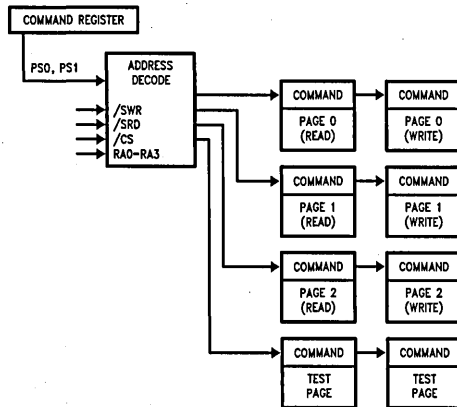 COMMAND REGISTER
PS0, PS1
ADDRESS
DECODE
/SWR
/SRD
/CS
RA0-RA3
COMMAND
PAGE 0
(READ)
COMMAND
PAGE 0
(WRITE)
COMMAND
PAGE 1
(READ)
COMMAND
PAGE 1
(WRITE)
COMMAND
PAGE 2
(READ)
COMMAND
PAGE 2
(WRITE)
COMMAND
TEST
PAGE
COMMAND
TEST
PAGE